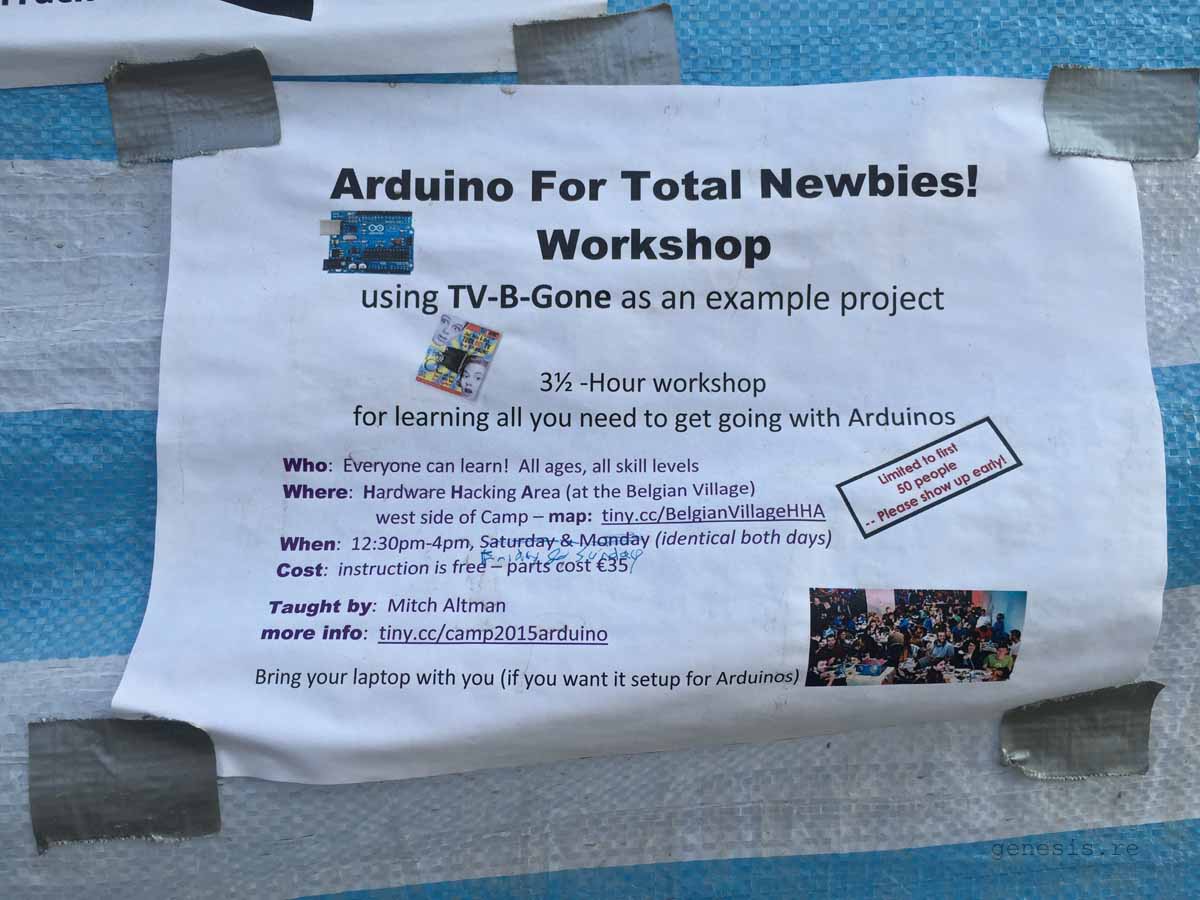 Arduino For Total Newbies!
Workshop
using TV-B-Gone as an example project
3½ -Hour workshop
for learning all you need to get going with Arduinos
Who: Everyone can learn! All ages, all skill levels
Where: Hardware Hacking Area (at the Belgian Village)
west side of Camp – map: tiny.cc/BelgianVillageHHA
Limited to first
50 people
-- Please show up early!
When: 12:30pm-4pm, Saturday & Monday (identical both days)
Friday & Sunday
Cost: instruction is free – parts cost €35
Taught by: Mitch Altman
more info: tiny.cc/camp2015arduino
Bring your laptop with you (if you want it setup for Arduinos)
genesis.re